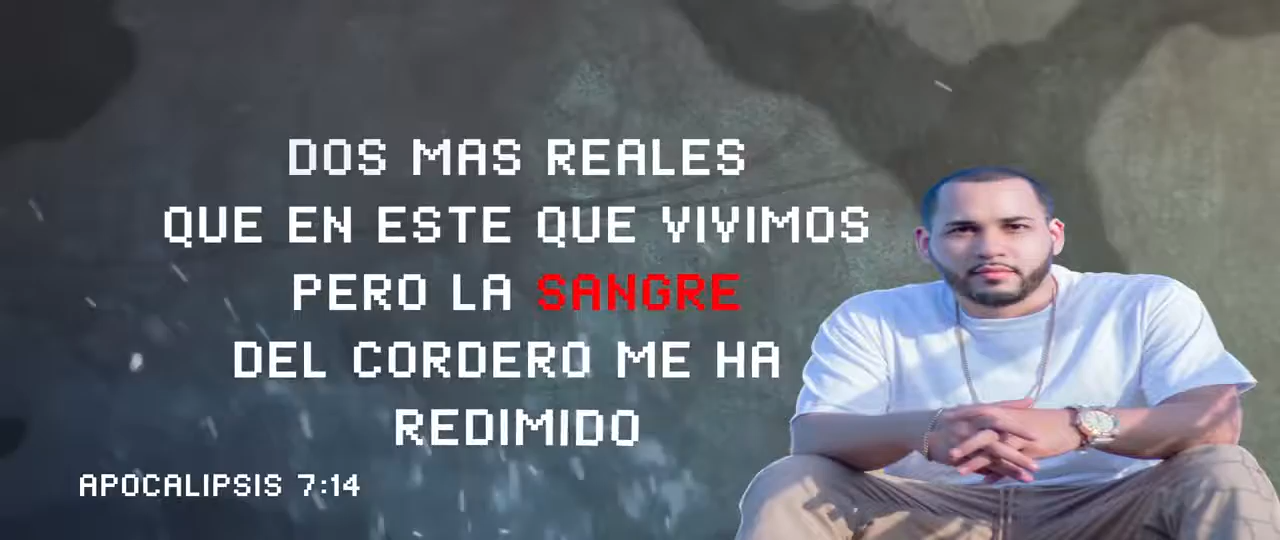 DOS MAS REALES
QUE EN ESTE QUE VIVIMOS
PERO LA SANGRE
DEL CORDERO ME HA
REDIMIDO
APOCALIPSIS 7:14